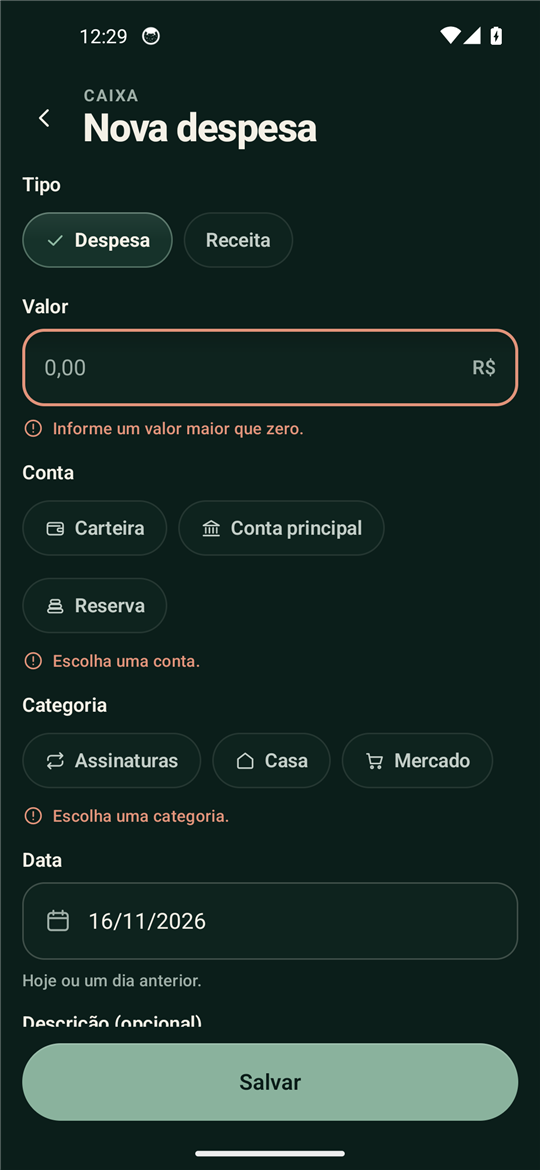 12:29
CAIXA
Nova despesa
Tipo
Despesa
Receita
Valor
0,00
R$
Informe um valor maior que zero.
Conta
Carteira
Conta principal
Reserva
Escolha uma conta.
Categoria
Assinaturas
Casa
Mercado
Escolha uma categoria.
Data
16/11/2026
Hoje ou um dia anterior.
Descrição (opcional)
Salvar